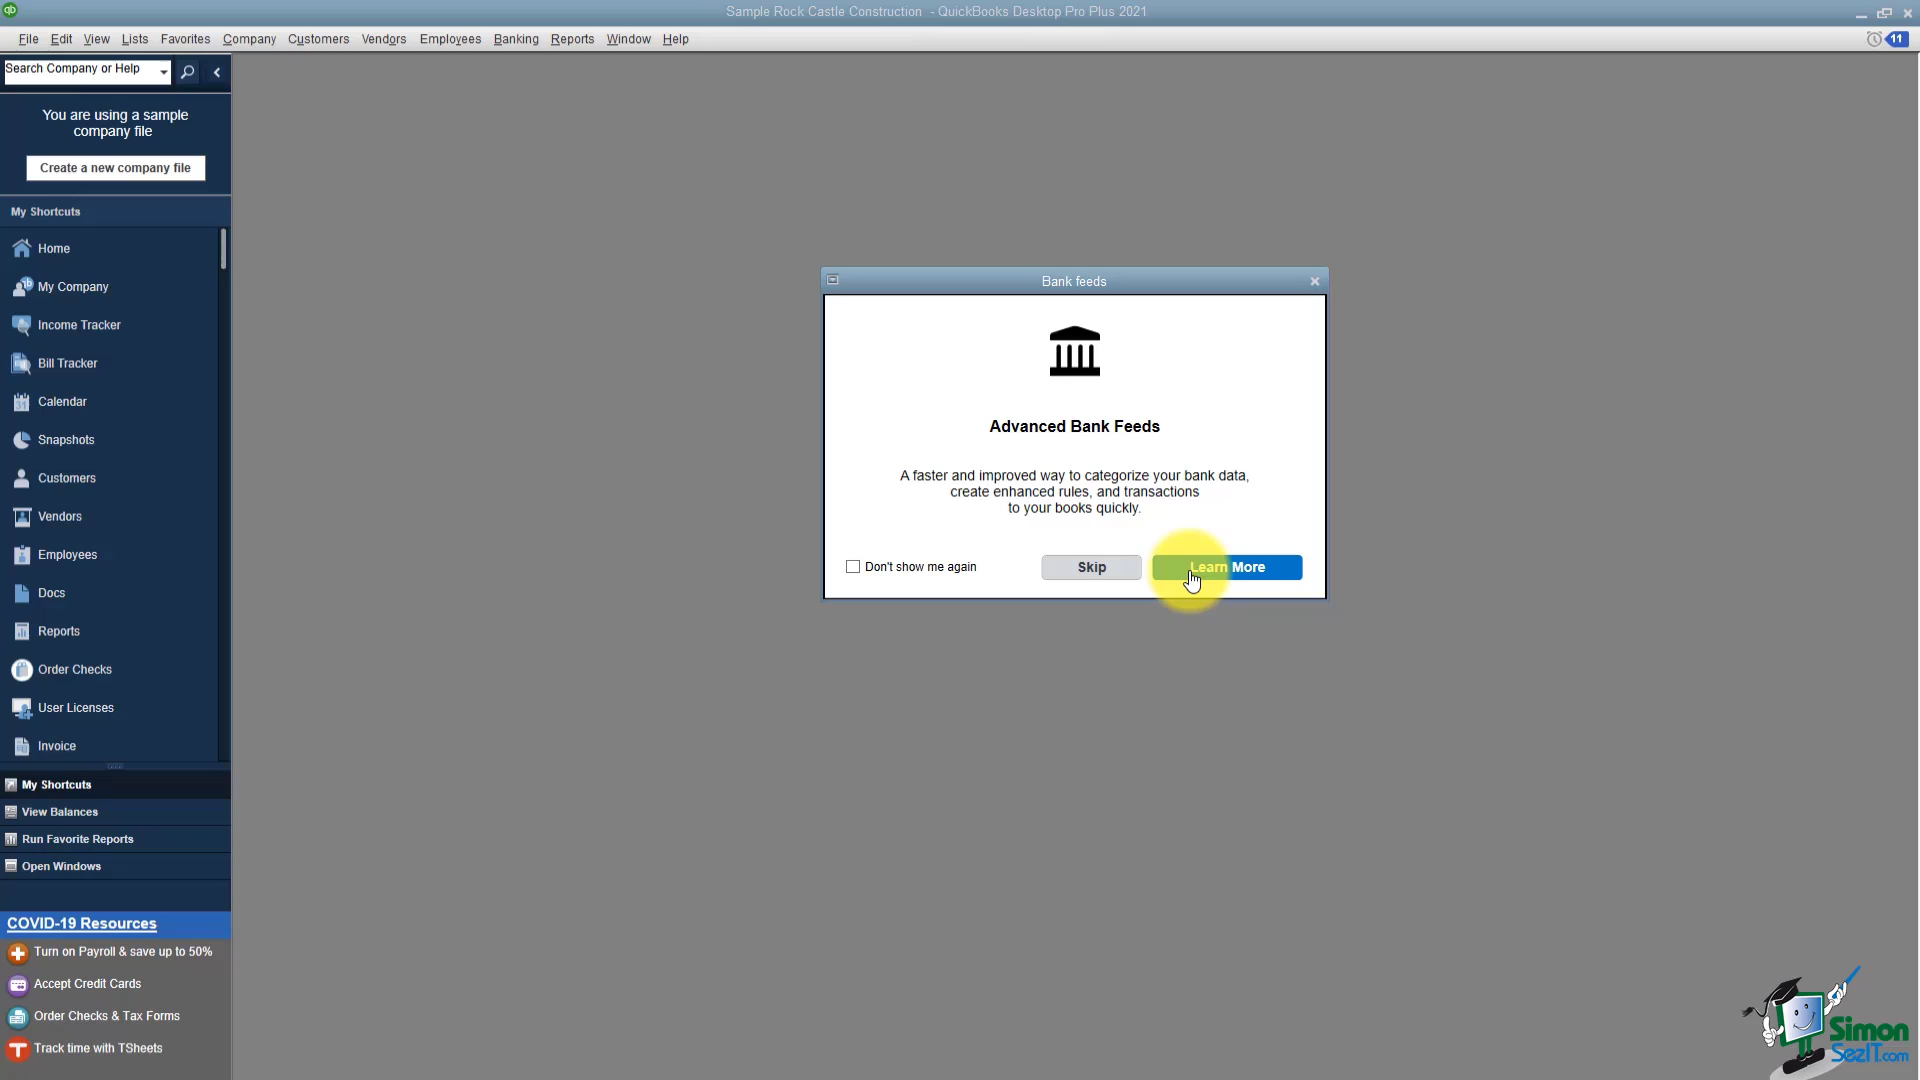 Sample Rock Castle Construction - QuickBooks Desktop Pro Plus 2021
File Edit View Lists Favorites Company Customers Vendors Employees Banking Reports Window Help
11
Search Company or Help
You are using a sample
company file
Create a new company file
My Shortcuts
Home
My Company
Income Tracker
Bill Tracker
Calendar
Snapshots
Customers
Vendors
Employees
Docs
Reports
Order Checks
User Licenses
Invoice
My Shortcuts
View Balances
Run Favorite Reports
Open Windows
COVID-19 Resources
Turn on Payroll & save up to 50%
Accept Credit Cards
Order Checks & Tax Forms
Track time with TSheets
Bank feeds
Advanced Bank Feeds
A faster and improved way to categorize your bank data,
create enhanced rules, and transactions
to your books quickly.
Don't show me again
Skip
Learn More
Simon
SezIT.com